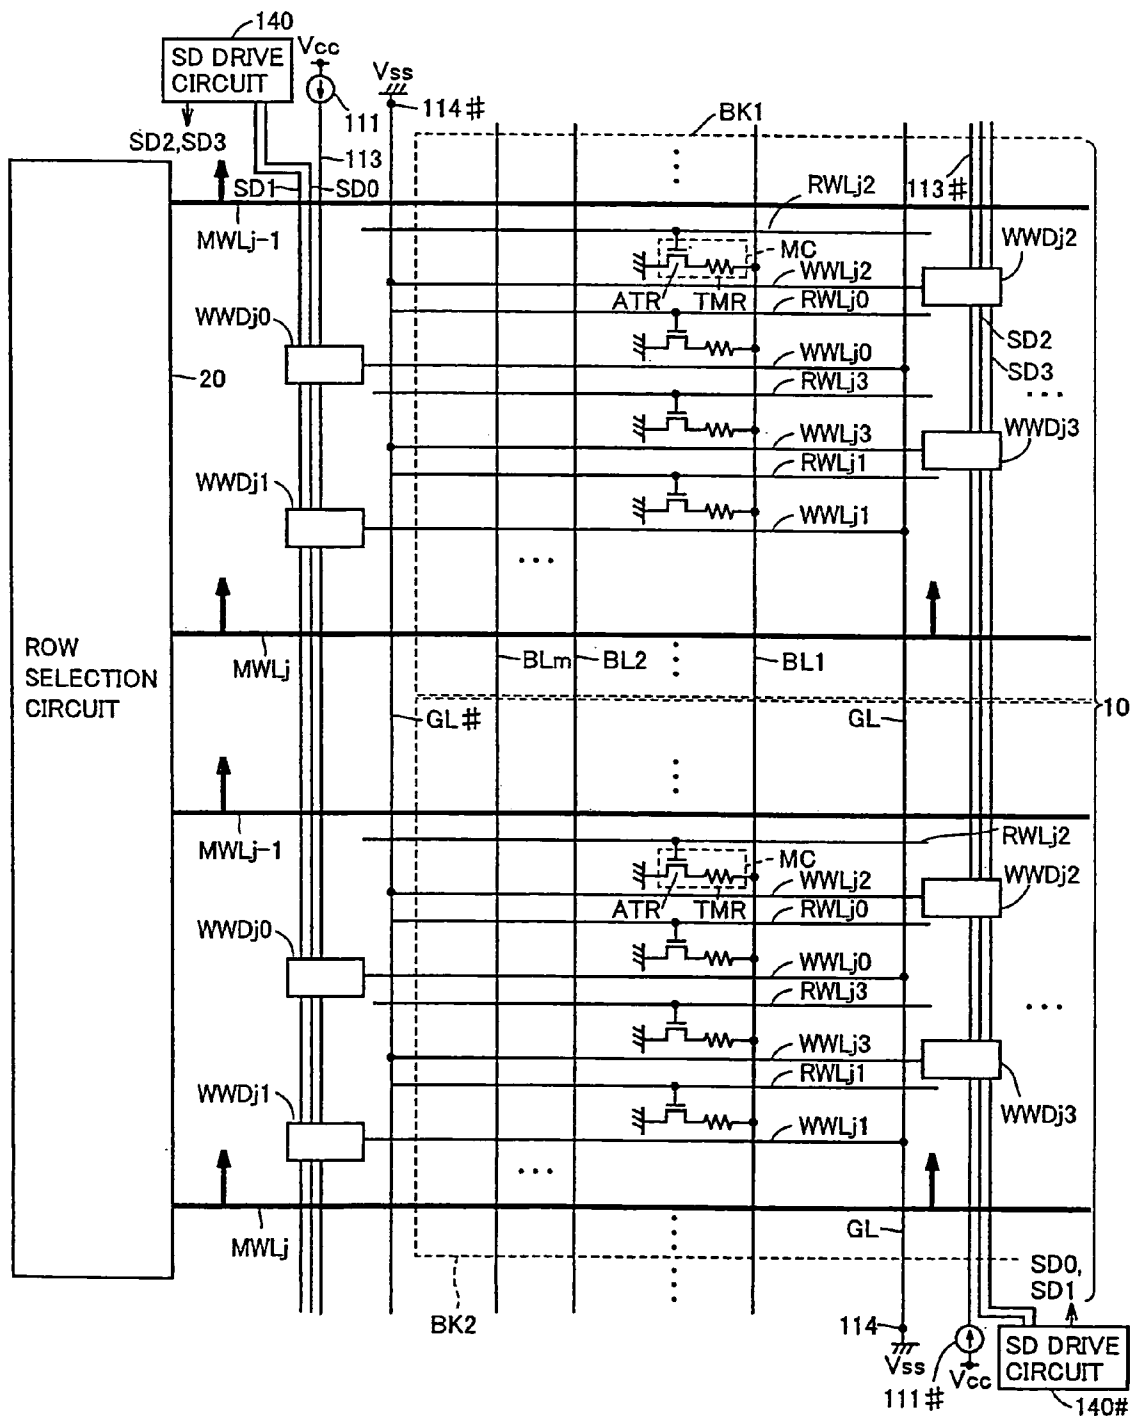 140
SD DRIVE
CIRCUIT
Vcc
Vss
111
114#
BK1
SD2,SD3
113
SD1
SD0
113#
RWLj2
MWLj-1
WWDj2
MC
WWLj2
ATR
TMR
RWLj0
WWDj0
SD2
20
WWLj0
SD3
RWLj3
...
WWDj3
WWLj3
WWDj1
RWLj1
WWLj1
...
ROW
SELECTION
CIRCUIT
MWLj
BLm
BL2
BL1
10
GL#
GL
MWLj-1
RWLj2
MC
WWDj2
WWLj2
ATR
TMR
RWLj0
WWDj0
WWLj0
RWLj3
...
WWLj3
WWDj1
RWLj1
WWDj3
WWLj1
...
MWLj
GL
SD0,
SD1
BK2
114
Vss
111#
Vcc
SD DRIVE
CIRCUIT
140#